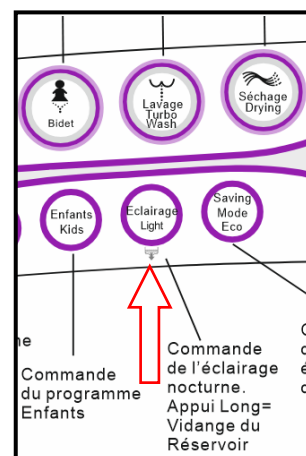 Bidet
Lavage
Turbo
Wash
Séchage
Drying
Enfants
Kids
Eclairage
Light
Saving
Mode
Eco
Commande
du programme
Enfants
Commande
de l'éclairage
nocturne.
Appui Long=
Vidange du
Réservoir